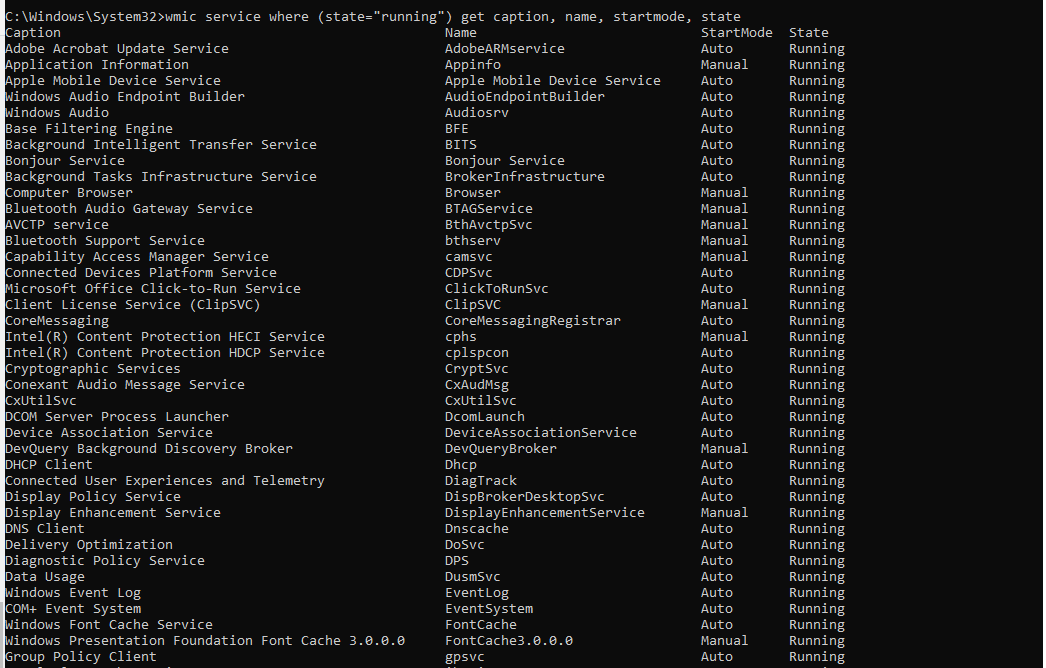 C:\Windows\System32>wmic service where (state="running") get caption, name, startmode, state
Caption Name StartMode State
Adobe Acrobat Update Service AdobeARMservice Auto Running
Application Information Appinfo Manual Running
Apple Mobile Device Service Apple Mobile Device Service Auto Running
Windows Audio Endpoint Builder AudioEndpointBuilder Auto Running
Windows Audio Audiosrv Auto Running
Base Filtering Engine BFE Auto Running
Background Intelligent Transfer Service BITS Auto Running
Bonjour Service Bonjour Service Auto Running
Background Tasks Infrastructure Service BrokerInfrastructure Auto Running
Computer Browser Browser Manual Running
Bluetooth Audio Gateway Service BTAGService Manual Running
AVCTP service BthAvctpSvc Manual Running
Bluetooth Support Service bthserv Manual Running
Capability Access Manager Service camsvc Manual Running
Connected Devices Platform Service CDPSvc Auto Running
Microsoft Office Click-to-Run Service ClickToRunSvc Auto Running
Client License Service (ClipSVC) ClipSVC Manual Running
CoreMessaging CoreMessagingRegistrar Auto Running
Intel(R) Content Protection HECI Service cphs Manual Running
Intel(R) Content Protection HDCP Service cplspcon Auto Running
Cryptographic Services CryptSvc Auto Running
Conexant Audio Message Service CxAudMsg Auto Running
CxUtilSvc CxUtilSvc Auto Running
DCOM Server Process Launcher DcomLaunch Auto Running
Device Association Service DeviceAssociationService Auto Running
DevQuery Background Discovery Broker DevQueryBroker Manual Running
DHCP Client Dhcp Auto Running
Connected User Experiences and Telemetry DiagTrack Auto Running
Display Policy Service DispBrokerDesktopSvc Auto Running
Display Enhancement Service DisplayEnhancementService Manual Running
DNS Client Dnscache Auto Running
Delivery Optimization DoSvc Auto Running
Diagnostic Policy Service DPS Auto Running
Data Usage DusmSvc Auto Running
Windows Event Log EventLog Auto Running
COM+ Event System EventSystem Auto Running
Windows Font Cache Service FontCache Auto Running
Windows Presentation Foundation Font Cache 3.0.0.0 FontCache3.0.0.0 Manual Running
Group Policy Client gpsvc Auto Running